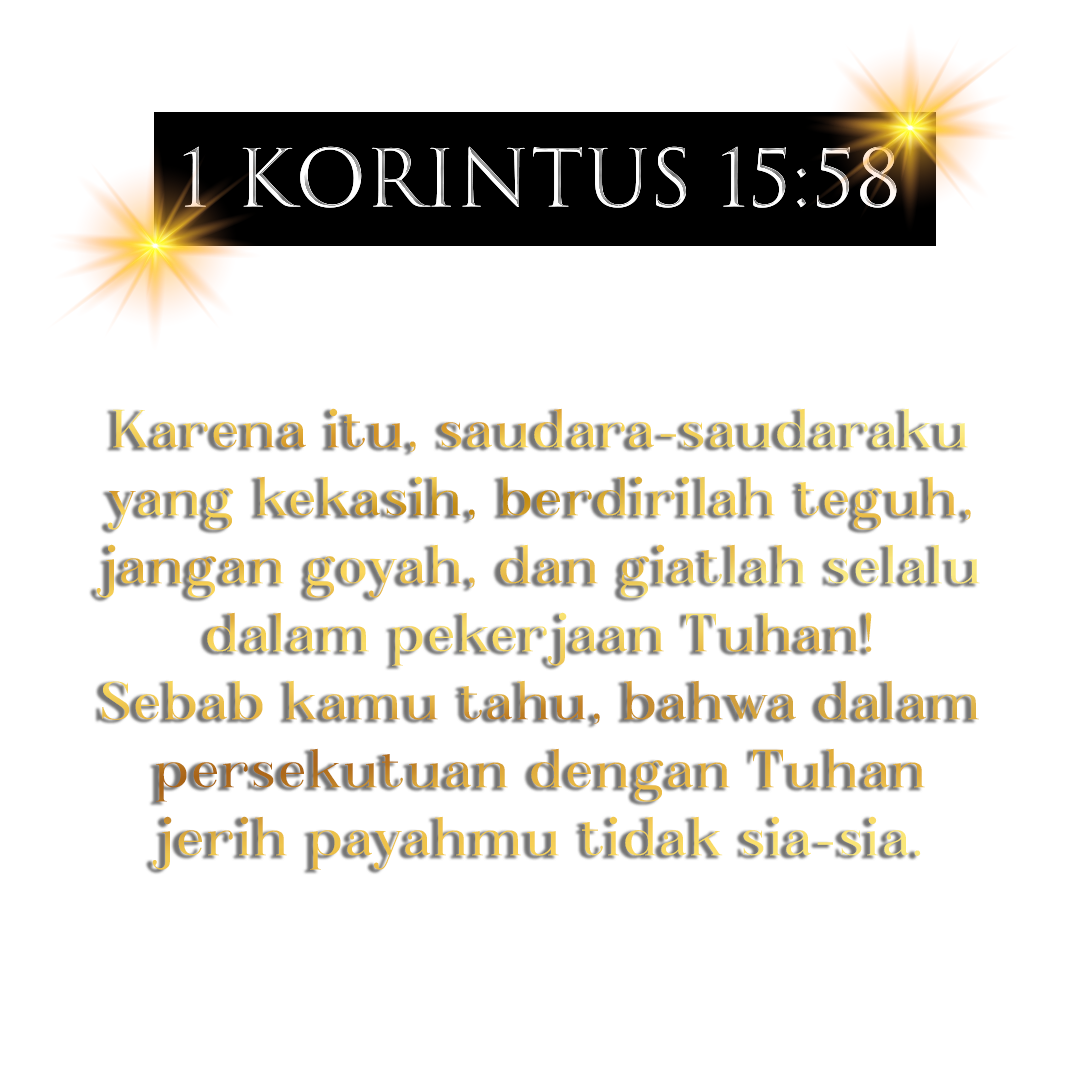 1 KORINTUS 15:58
Karena itu, saudara-saudaraku
yang kekasih, berdirilah teguh,
jangan goyah, dan giatlah selalu
dalam pekerjaan Tuhan!
Sebab kamu tahu, bahwa dalam
persekutuan dengan Tuhan
jerih payahmu tidak sia-sia.